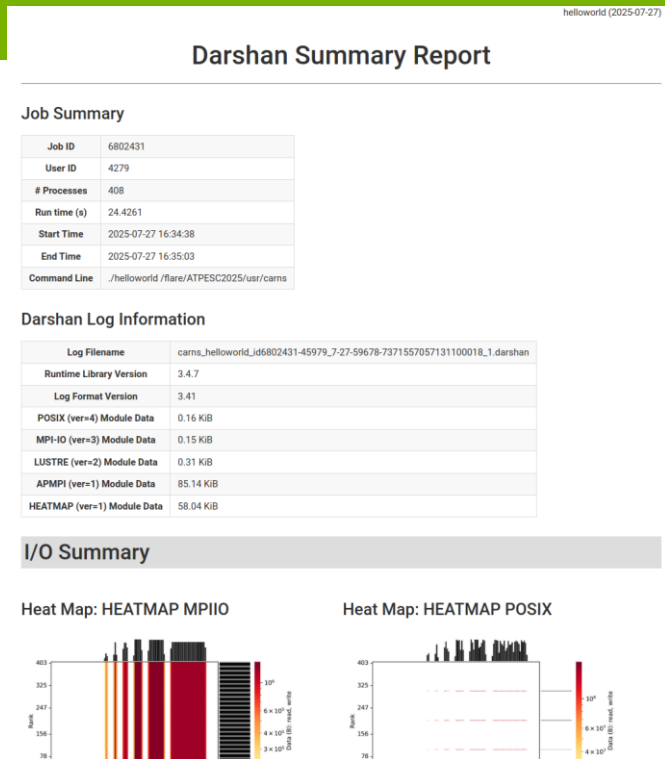 helloworld (2025-07-27)
Darshan Summary Report
Job Summary
Job ID 6802431
User ID 4279
# Processes 408
Run time (s) 24.4261
Start Time 2025-07-27 16:34:38
End Time 2025-07-27 16:35:03
Command Line ./helloworld /flare/ATPESC2025/usr/carns
Darshan Log Information
Log Filename carns_helloworld_id6802431-45979_7-27-59678-7371557057131100018_1.darshan
Runtime Library Version 3.4.7
Log Format Version 3.41
POSIX (ver=4) Module Data 0.16 KiB
MPI-IO (ver=3) Module Data 0.15 KiB
LUSTRE (ver=2) Module Data 0.31 KiB
APMPI (ver=1) Module Data 85.14 KiB
HEATMAP (ver=1) Module Data 58.04 KiB
I/O Summary
Heat Map: HEATMAP MPIIO
Heat Map: HEATMAP POSIX
403
325
247
156
78
Rank
Data (B): read, write
403
325
247
156
78
Rank
Data (B): read, write